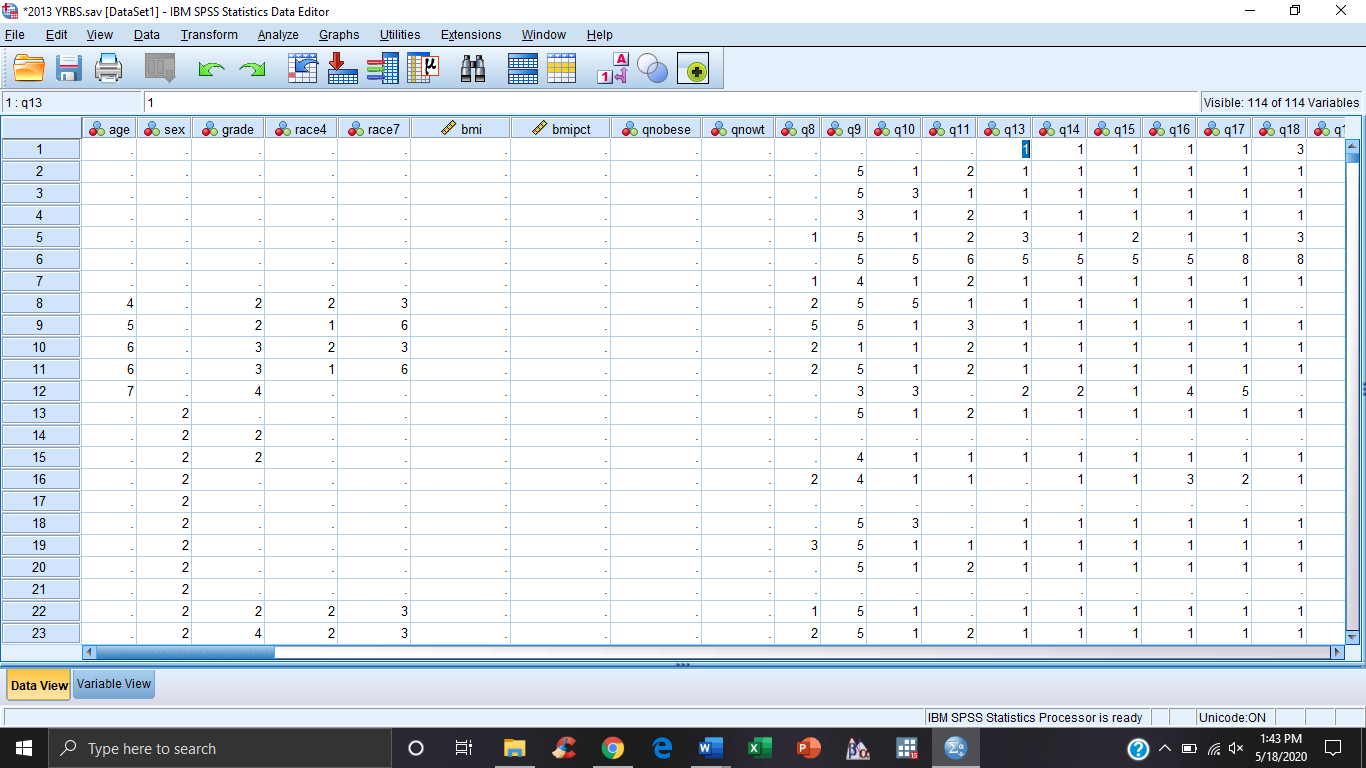 *2013 YRBS.sav [DataSet1] - IBM SPSS Statistics Data Editor
File Edit View Data Transform Analyze Graphs Utilities Extensions Window Help
1 : q13 1 Visible: 114 of 114 Variables
age sex grade race4 race7 bmi bmipct qnobese qnowt q8 q9 q10 q11 q13 q14 q15 q16 q17 q18 q1
1 . . . . . . . . . . . . . 1 1 1 1 1 3
2 . . . . . . . . . . 5 1 2 1 1 1 1 1 1
3 . . . . . . . . . . 5 3 1 1 1 1 1 1 1
4 . . . . . . . . . . 3 1 2 1 1 1 1 1 1
5 . . . . . . . . . 1 5 1 2 3 1 2 1 1 3
6 . . . . . . . . . . 5 5 6 5 5 5 5 8 8
7 . . . . . . . . . 1 4 1 2 1 1 1 1 1 1
8 4 . 2 2 3 . . . . 2 5 5 1 1 1 1 1 1 .
9 5 . 2 1 6 . . . . 5 5 1 3 1 1 1 1 1 1
10 6 . 3 2 3 . . . . 2 1 1 2 1 1 1 1 1 1
11 6 . 3 1 6 . . . . 2 5 1 2 1 1 1 1 1 1
12 7 . 4 . . . . . . . 3 3 . 2 2 1 4 5 .
13 . 2 . . . . . . . . 5 1 2 1 1 1 1 1 1
14 . 2 2 . . . . . . . . . . . . . . . .
15 . 2 2 . . . . . . . 4 1 1 1 1 1 1 1 1
16 . 2 . . . . . . . 2 4 1 1 . 1 1 3 2 1
17 . 2 . . . . . . . . . . . . . . . . .
18 . 2 . . . . . . . . 5 3 . 1 1 1 1 1 1
19 . 2 . . . . . . . 3 5 1 1 1 1 1 1 1 1
20 . 2 . . . . . . . . 5 1 2 1 1 1 1 1 1
21 . 2 . . . . . . . . . . . . . . . . .
22 . 2 2 2 3 . . . . 1 5 1 . 1 1 1 1 1 1
23 . 2 4 2 3 . . . . 2 5 1 2 1 1 1 1 1 1
Data View Variable View
IBM SPSS Statistics Processor is ready Unicode:ON
Type here to search
1:43 PM
5/18/2020